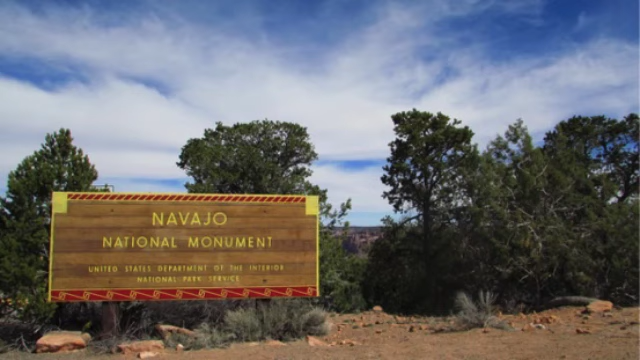 NAVAJO
NATIONAL MONUMENT
UNITED STATES DEPARTMENT OF THE INTERIOR
NATIONAL PARK SERVICE